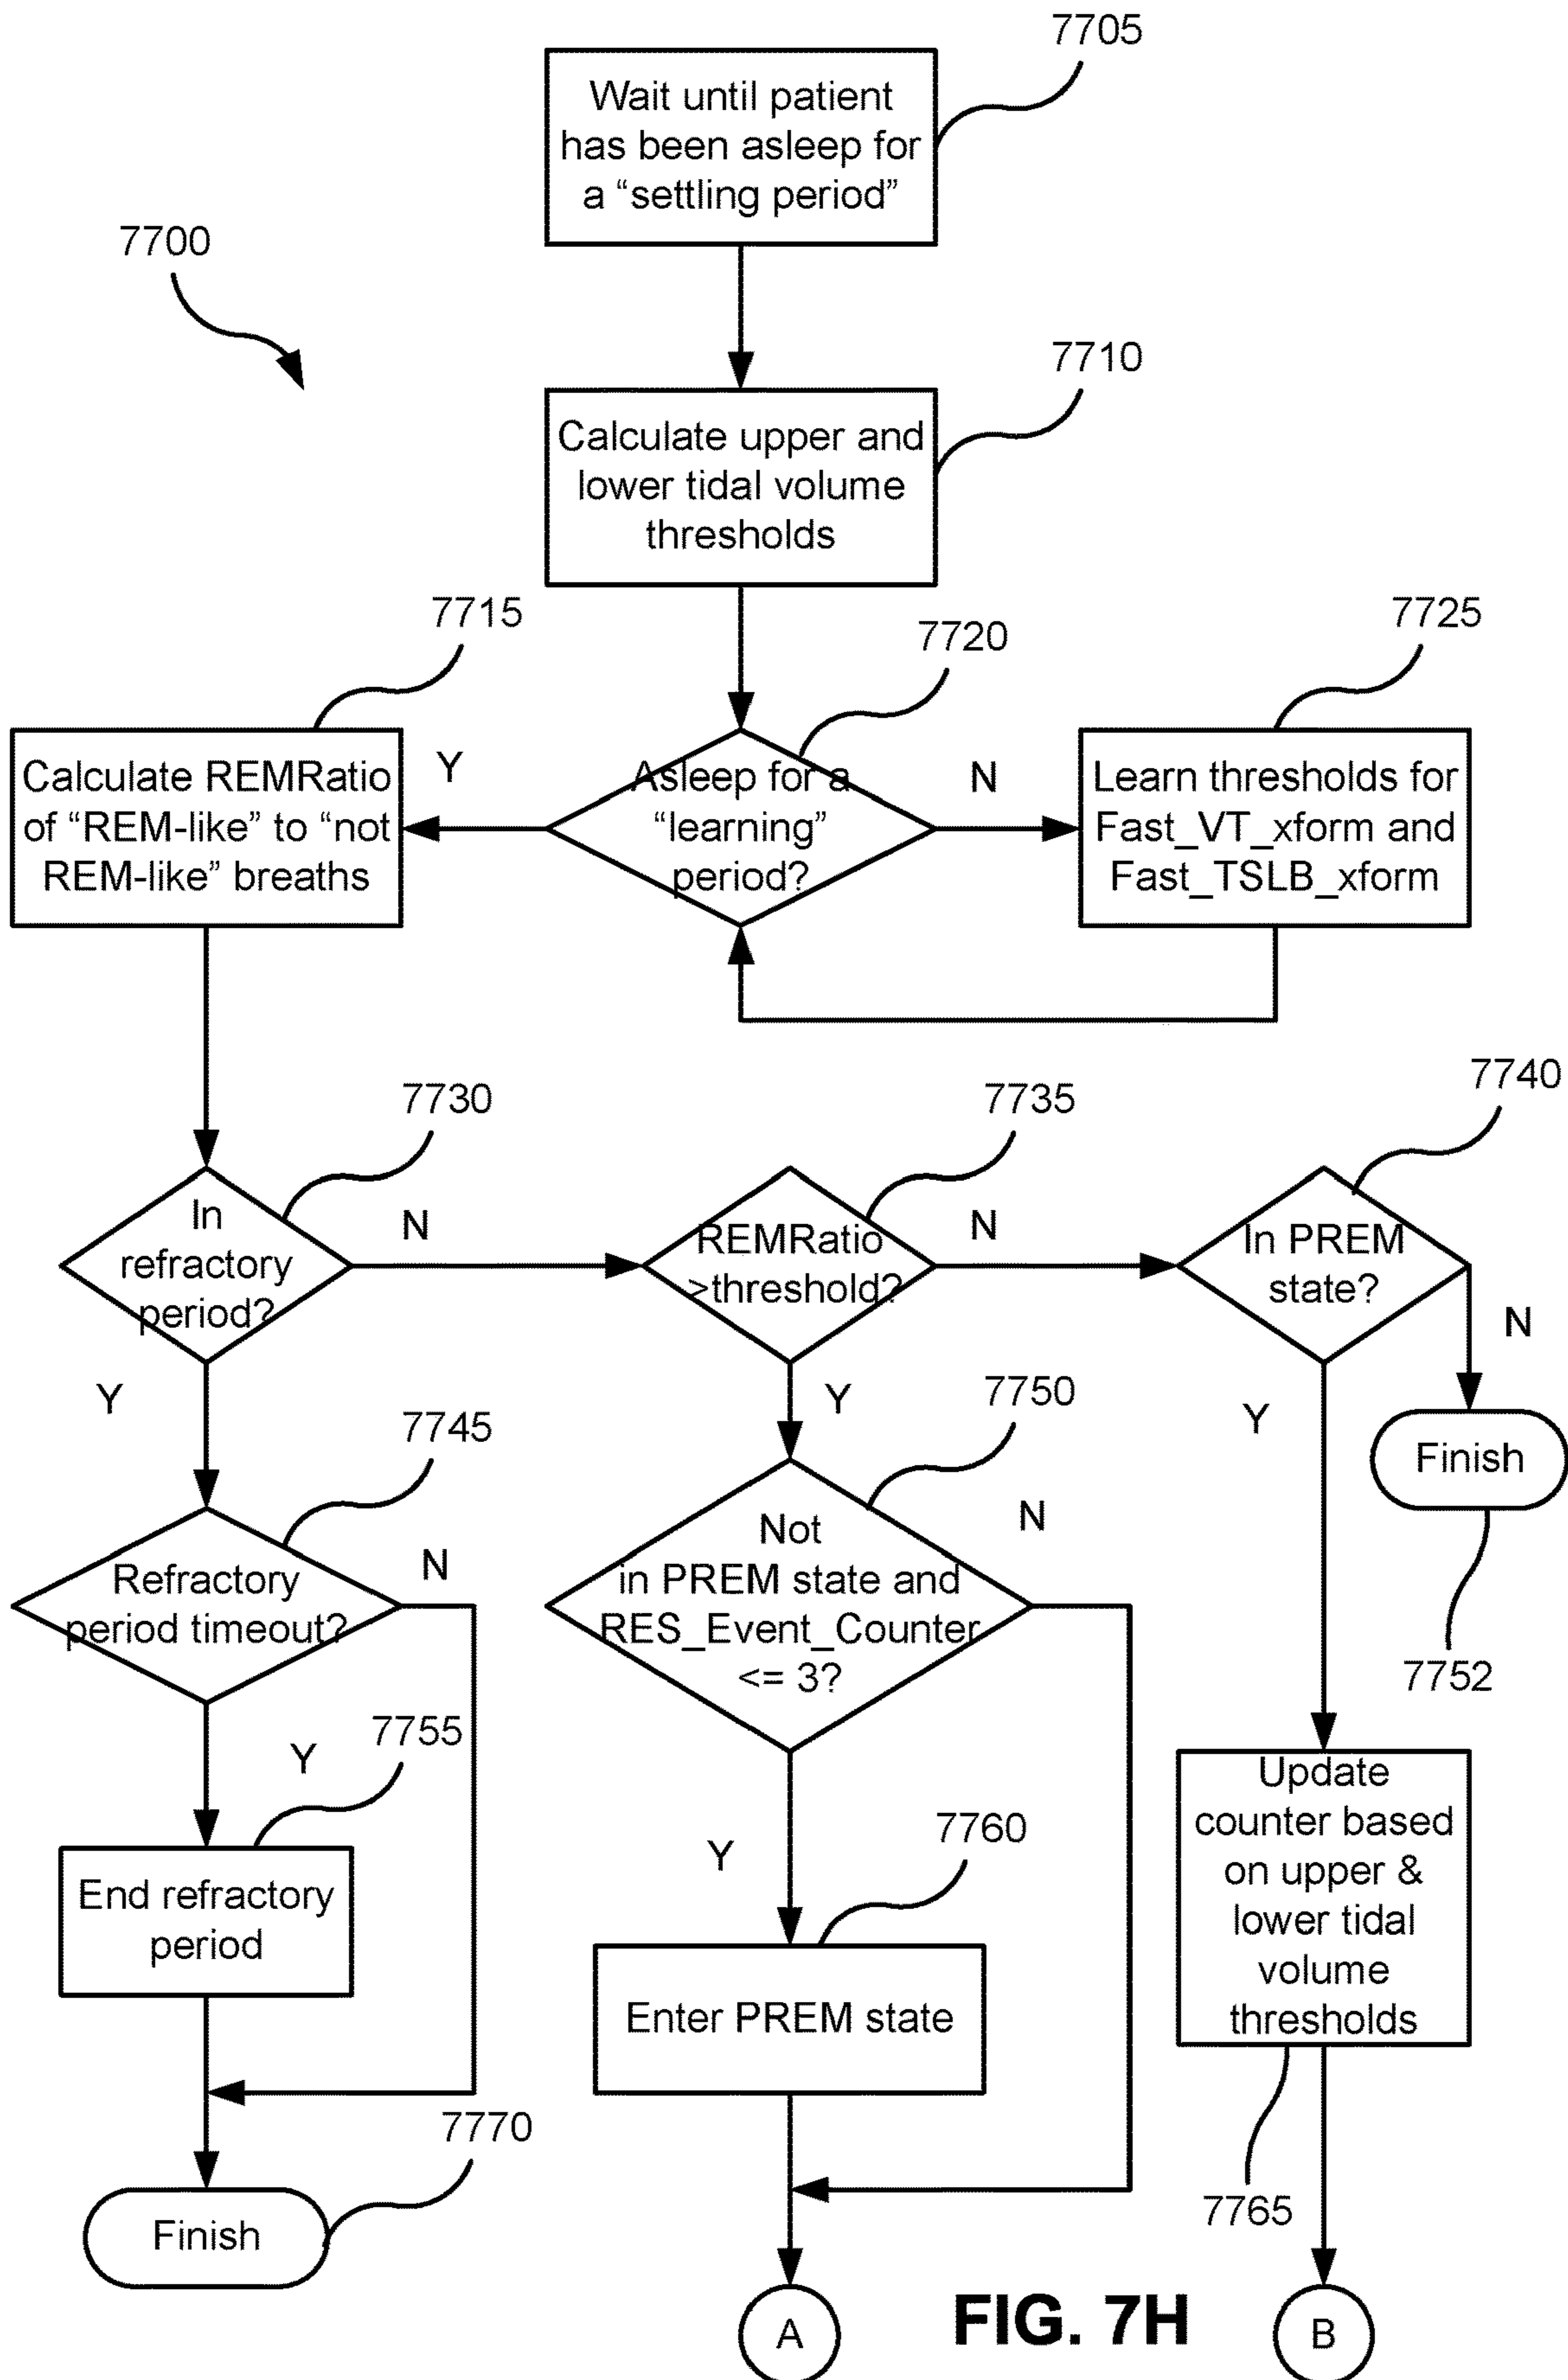 7705
Wait until patient
has been asleep for
a “settling period”
7700
7710
Calculate upper and
lower tidal volume
thresholds
7715
7720
7725
Calculate REMRatio
of “REM-like” to “not
REM-like” breaths
Y
Asleep for a
“learning”
period?
N
Learn thresholds for
Fast_VT_xform and
Fast_TSLB_xform
7730
7735
7740
In
refractory
period?
N
REMRatio
>threshold?
N
In PREM
state?
N
Y
7745
Y
7750
Y
Finish
7752
Refractory
period timeout?
N
Not
in PREM state and
RES_Event_Counter
<= 3?
N
Y
7755
End refractory
period
Y
7760
Enter PREM state
Update
counter based
on upper &
lower tidal
volume
thresholds
7765
7770
Finish
A
FIG. 7H
B